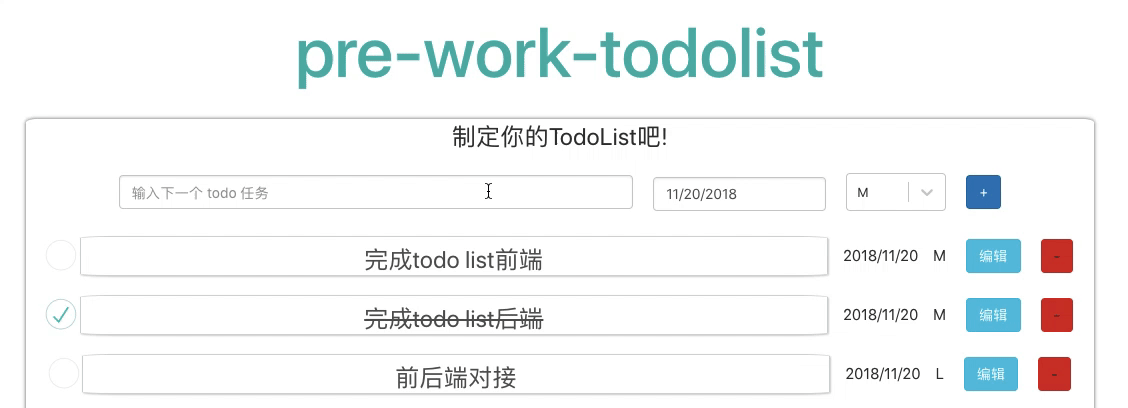 pre-work-todolist
制定你的TodoList吧!
输入下一个 todo 任务 11/20/2018 M +
完成todo list前端 2018/11/20 M 编辑 -
完成todo list后端 2018/11/20 M 编辑 -
前后端对接 2018/11/20 L 编辑 -